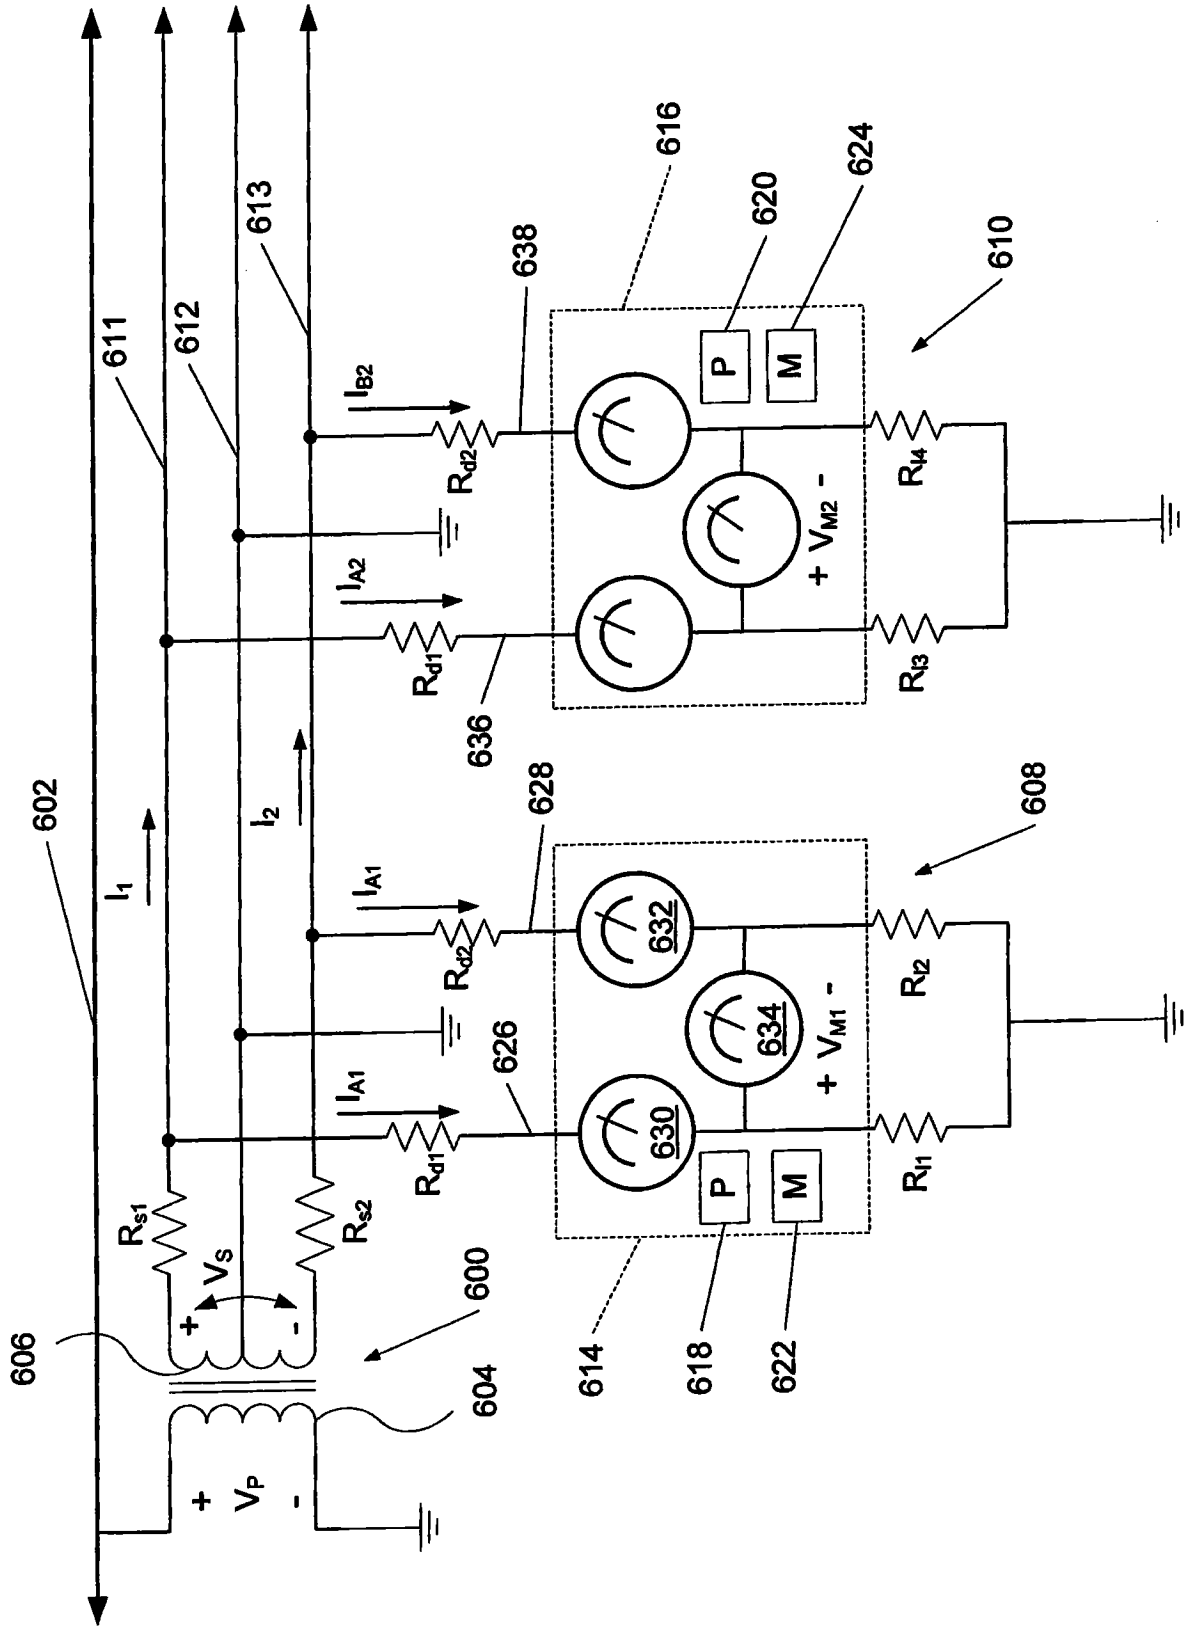 602
611
612
613
I1
I2
606
+
VP
-
604
600
+
VS
-
Rs1
Rs2
IA1
IA1
IA2
IB2
Rd1
Rd2
Rd1
Rd2
626
628
636
638
614
616
630
632
634
+ VM1 -
+ VM2 -
P
M
P
M
618
622
620
624
RI1
RI2
RI3
RI4
608
610